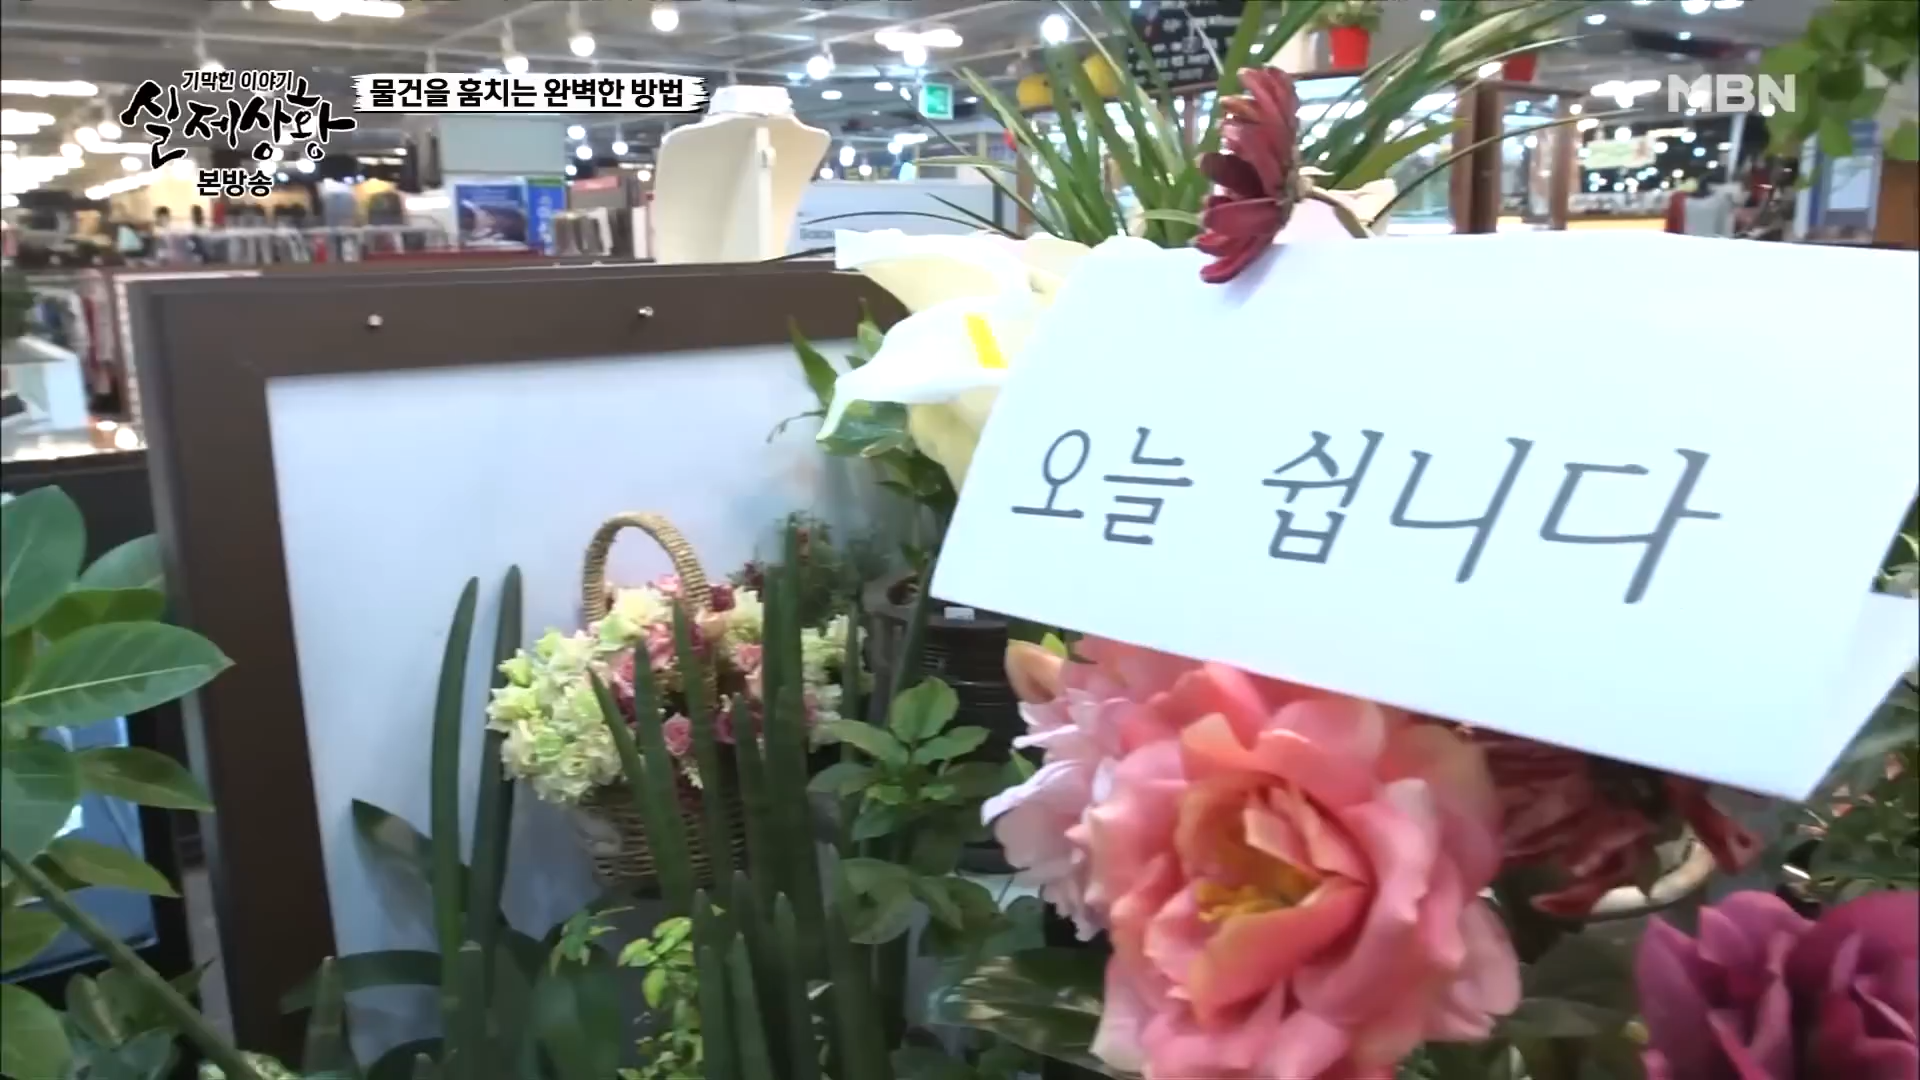 기막힌 이야기
실제상황
본방송
물건을 훔치는 완벽한 방법
MBN
오늘 쉽니다